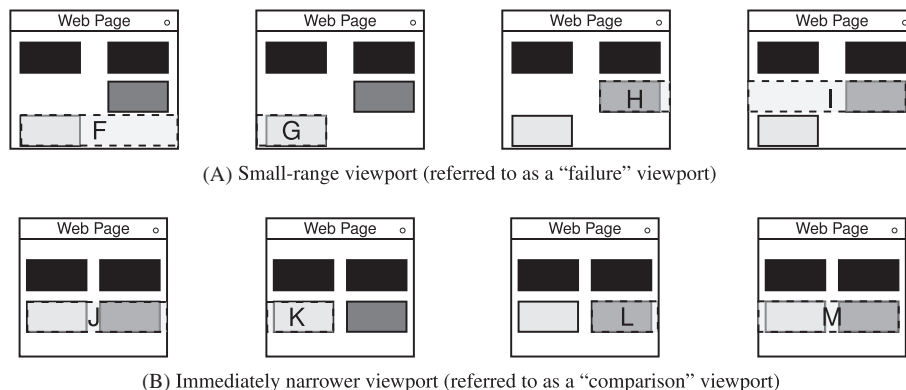 Web Page Web Page Web Page Web Page
F G H I
(A) Small-range viewport (referred to as a “failure” viewport)
Web Page Web Page Web Page Web Page
J K L M
(B) Immediately narrower viewport (referred to as a “comparison” viewport)